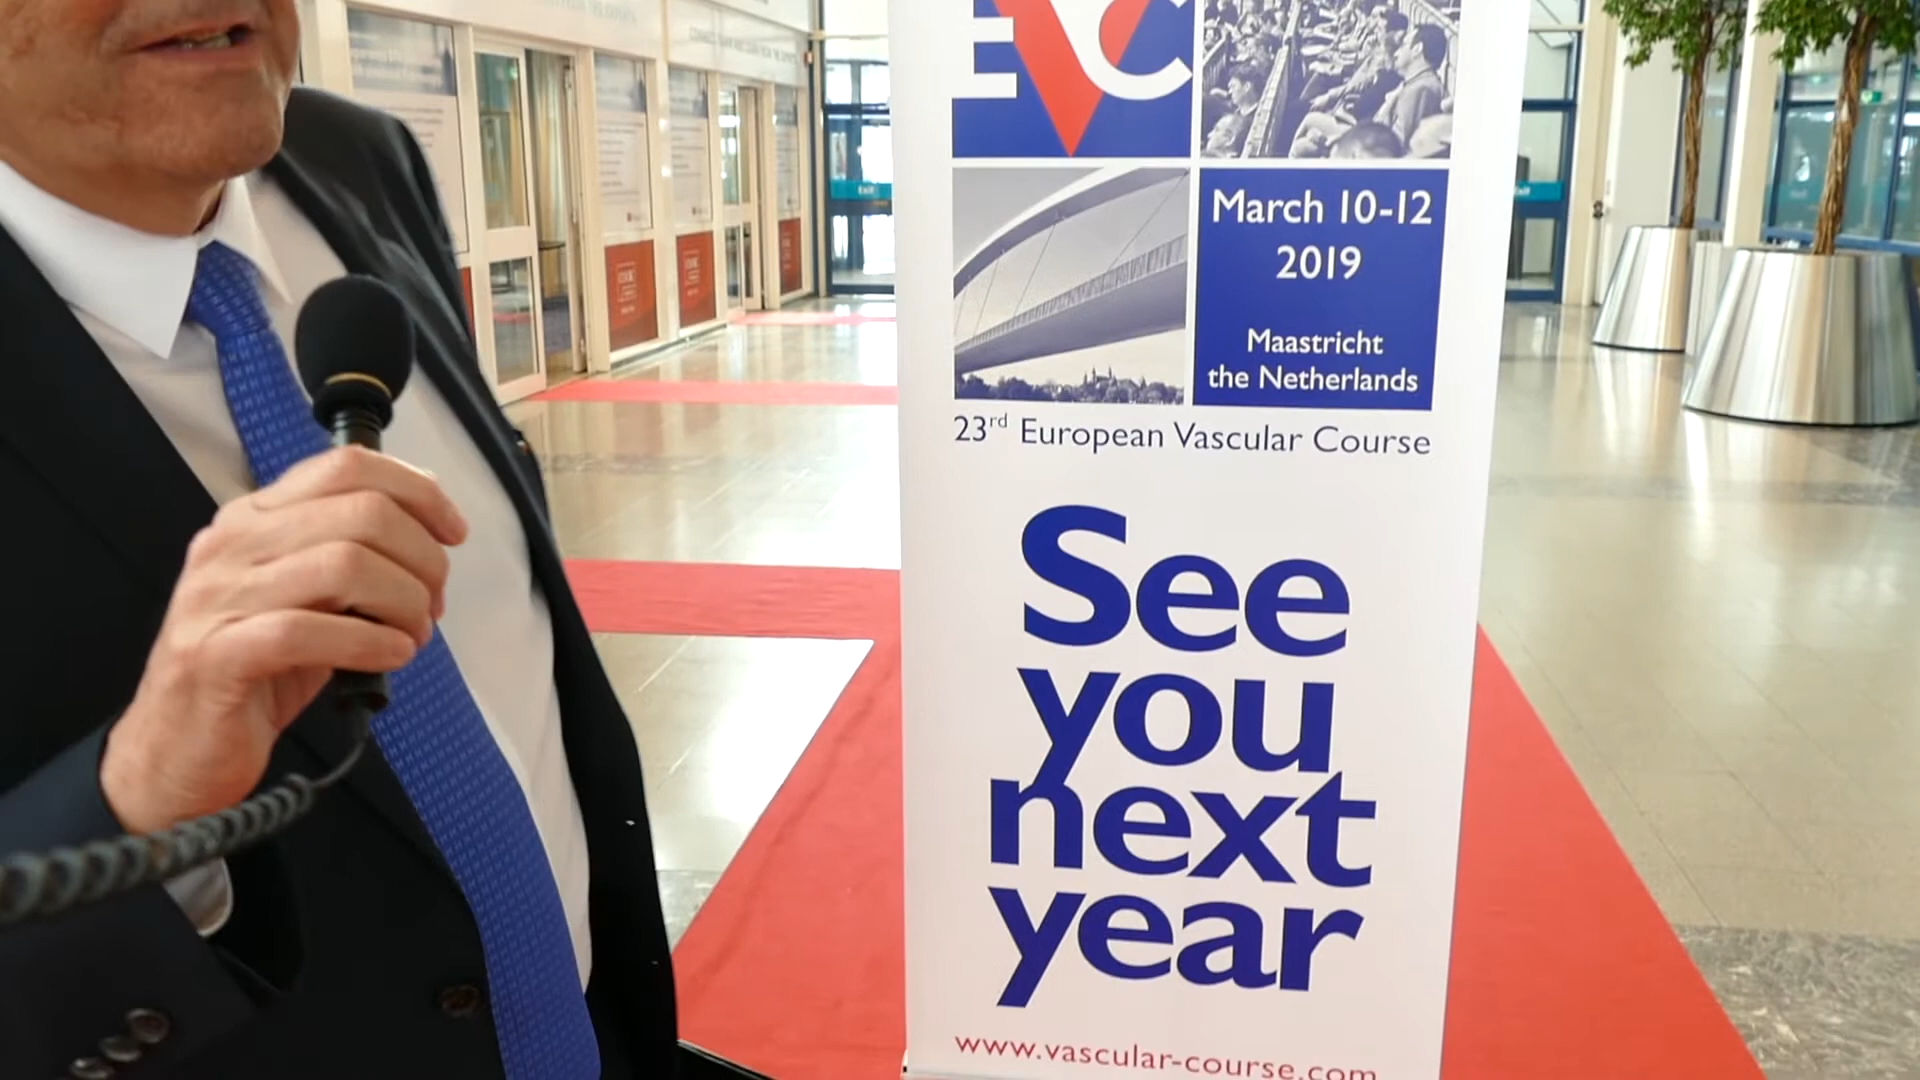 EVC
March 10-12
2019
Maastricht
the Netherlands
23rd European Vascular Course
See
you
next
year
www.vascular-course.com
Exit